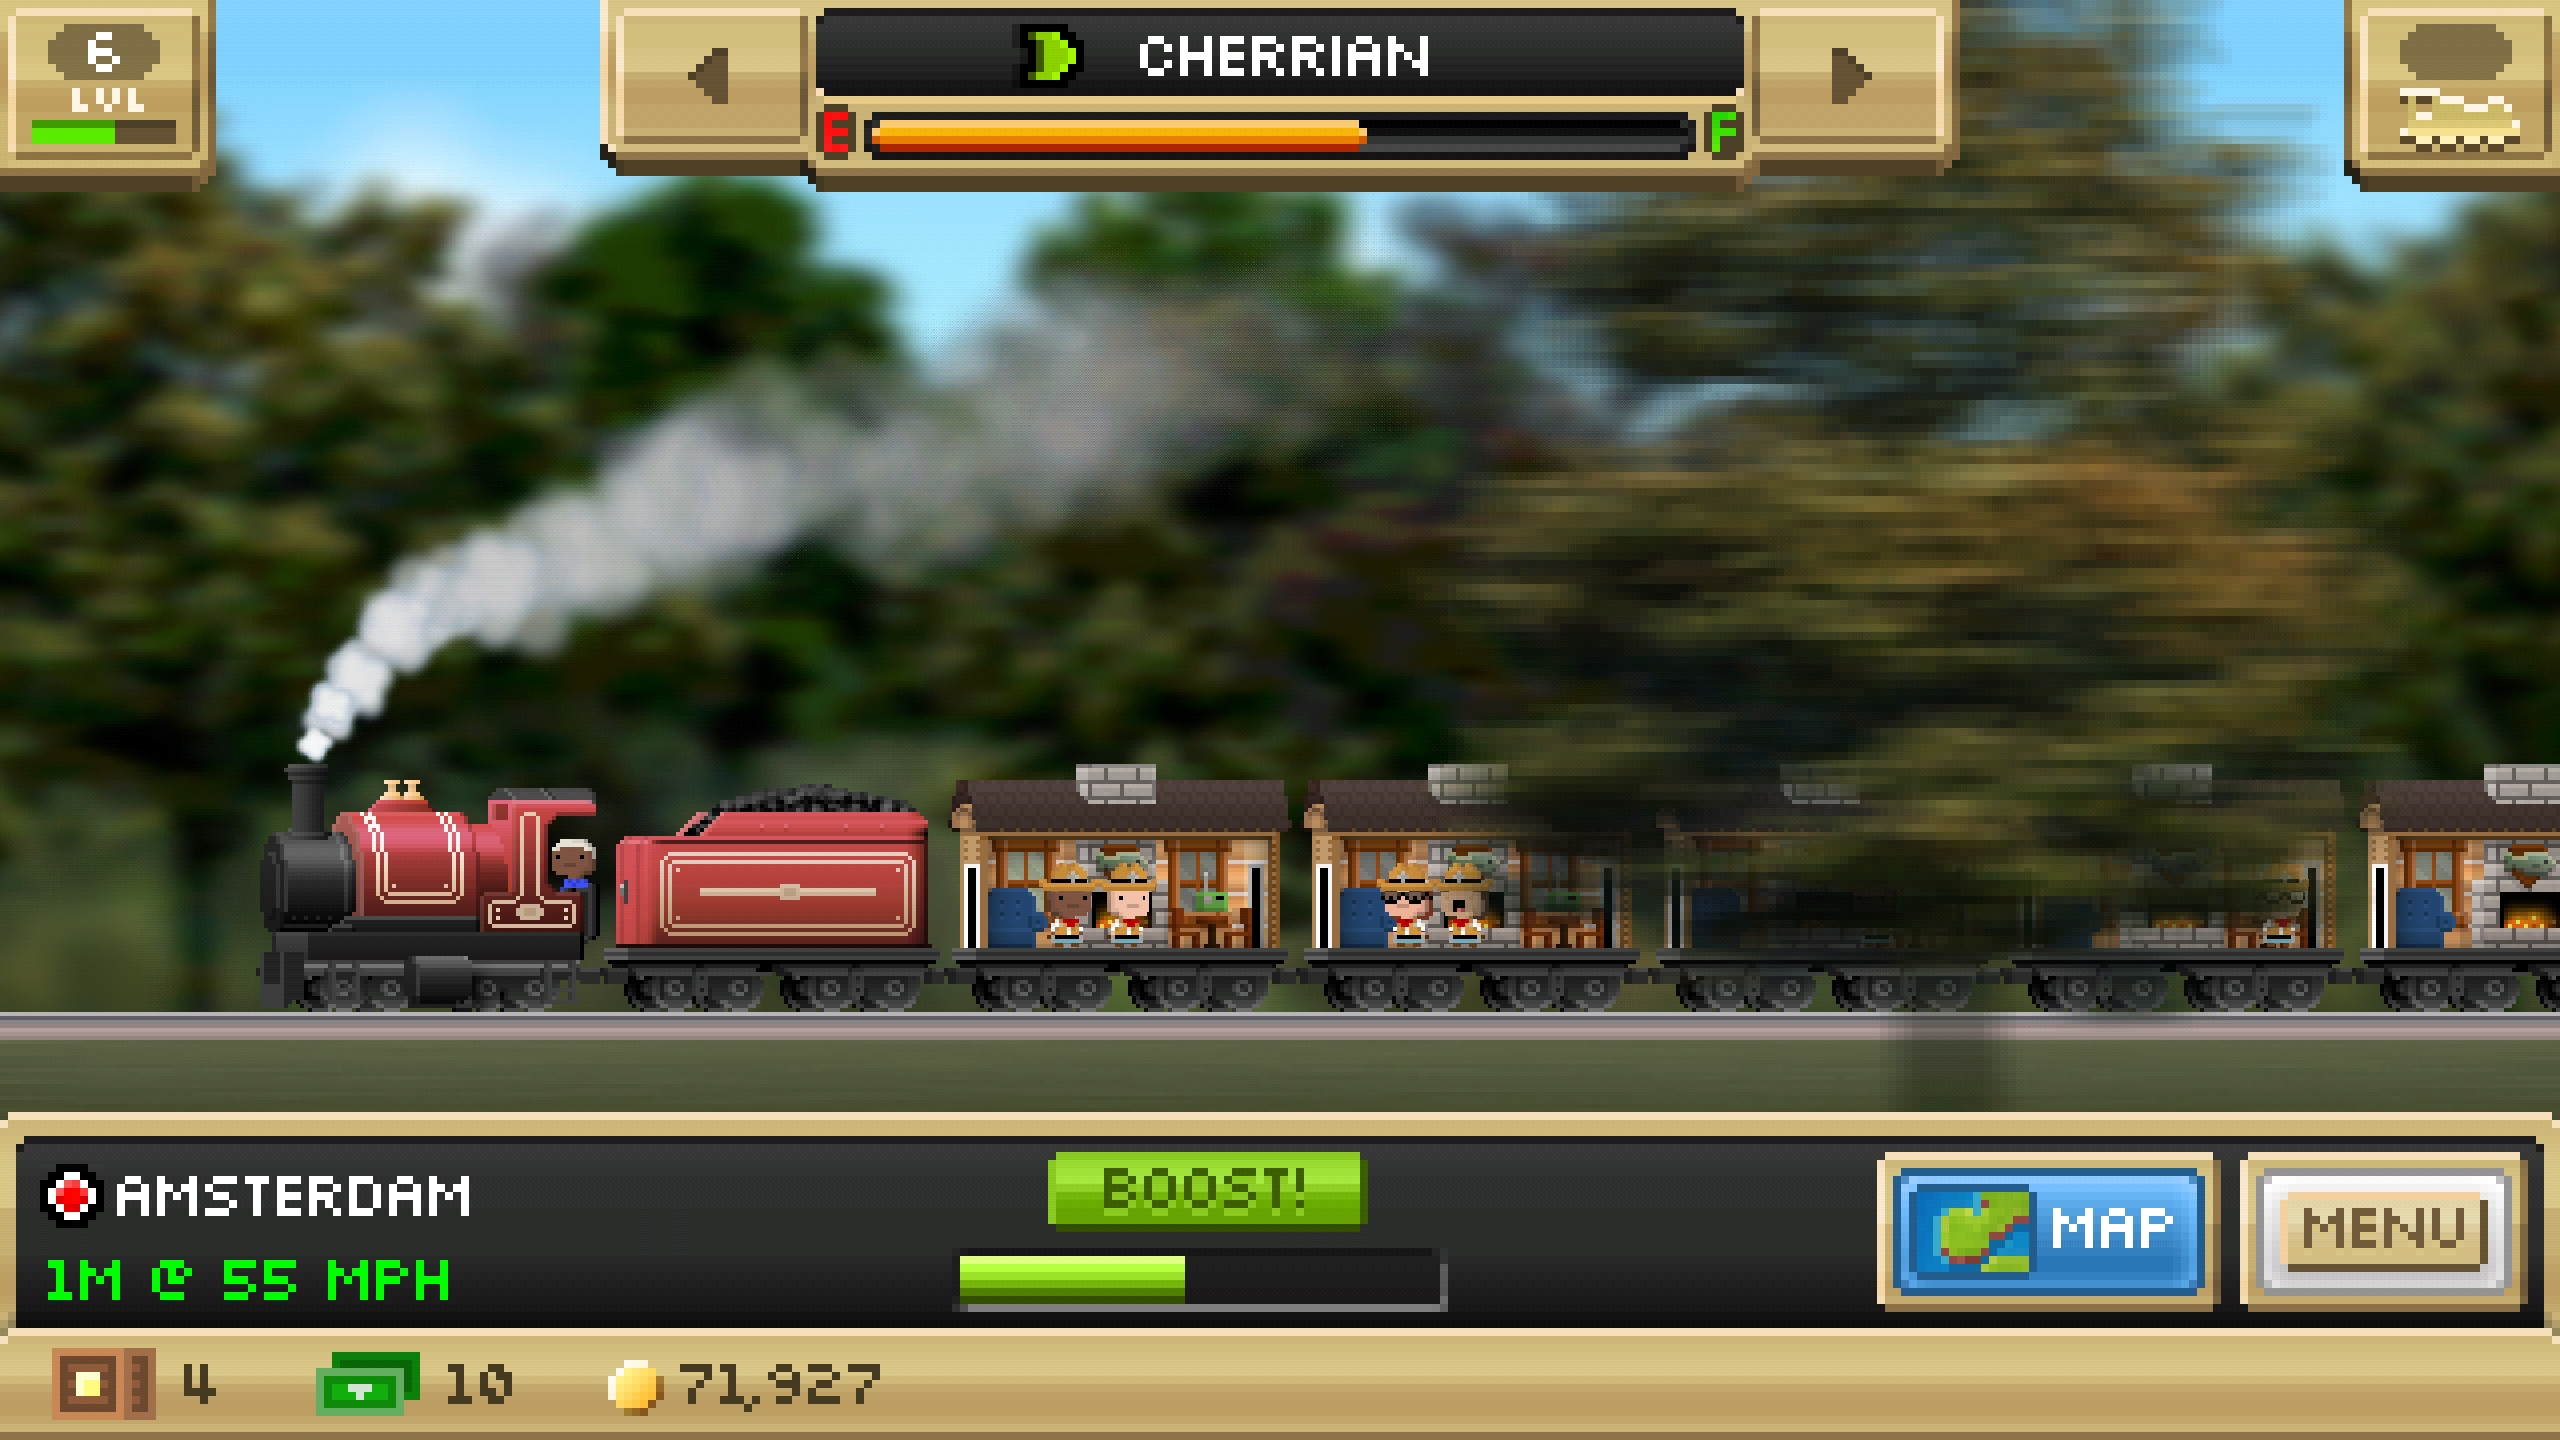 6
LVL
CHERRIAN
E F
AMSTERDAM
1M @ 55 MPH
BOOST!
MAP
MENU
4
10
71,927